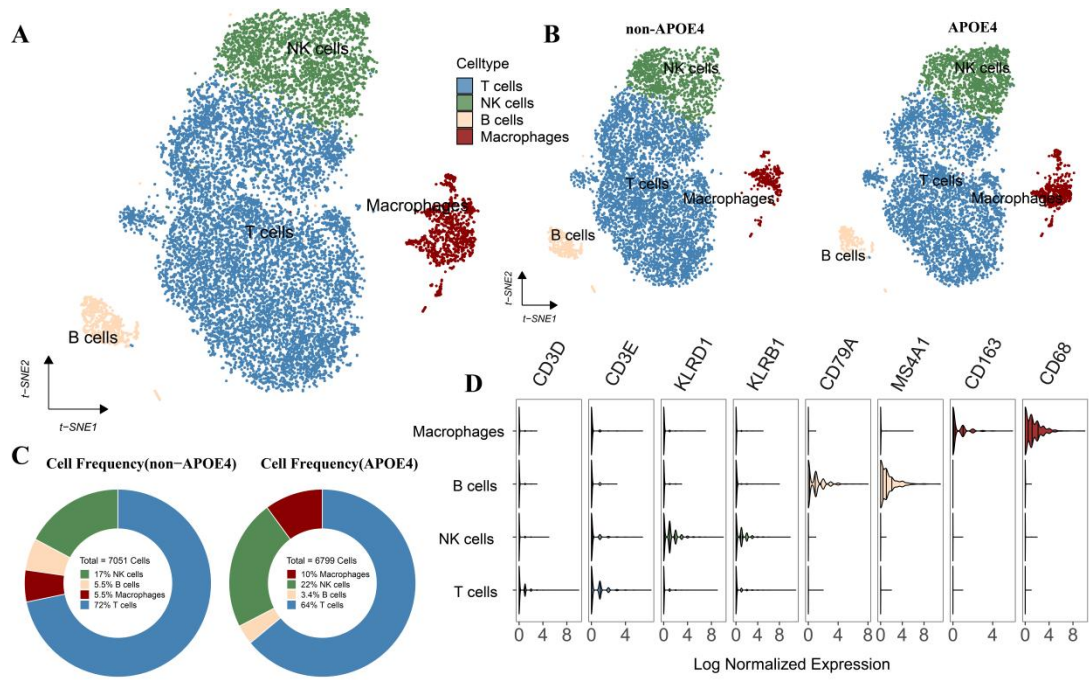 A
NK cells
T cells
Macrophages
B cells
t−SNE2
t−SNE1
Celltype
T cells
NK cells
B cells
Macrophages
B
non-APOE4
APOE4
NK cells
T cells
Macrophages
B cells
NK cells
T cells
Macrophages
B cells
t−SNE2
t−SNE1
t−SNE2
t−SNE1
C
Cell Frequency(non−APOE4)
Total = 7051 Cells
17% NK cells
5.5% B cells
5.5% Macrophages
72% T cells
Cell Frequency(APOE4)
Total = 6799 Cells
10% Macrophages
22% NK cells
3.4% B cells
64% T cells
D
CD3D
CD3E
KLRD1
KLRB1
CD79A
MS4A1
CD163
CD68
Macrophages
B cells
NK cells
T cells
0 4 8
0 4
0 4 8
0 4 8
0 4 8
0 4 8
0 4 8
0 4 8
Log Normalized Expression